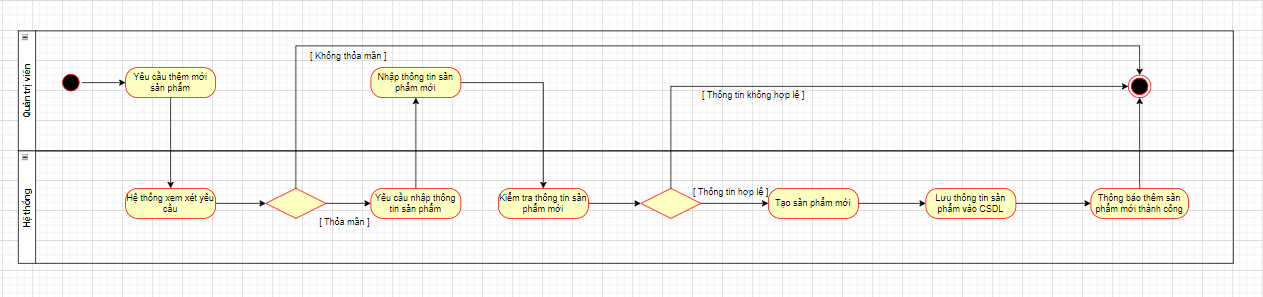 Quản trị viên
Yêu cầu thêm mới
sản phẩm
[ Không thỏa mãn ]
Nhập thông tin sản
phẩm mới
[ Thông tin không hợp lệ ]
Hệ thống
Hệ thống xem xét yêu
cầu
[ Thỏa mãn ]
Yêu cầu nhập thông
tin sản phẩm
Kiểm tra thông tin sản
phẩm mới
[ Thông tin hợp lệ ]
Tạo sản phẩm mới
Lưu thông tin sản
phẩm vào CSDL
Thông báo thêm sản
phẩm mới thành công